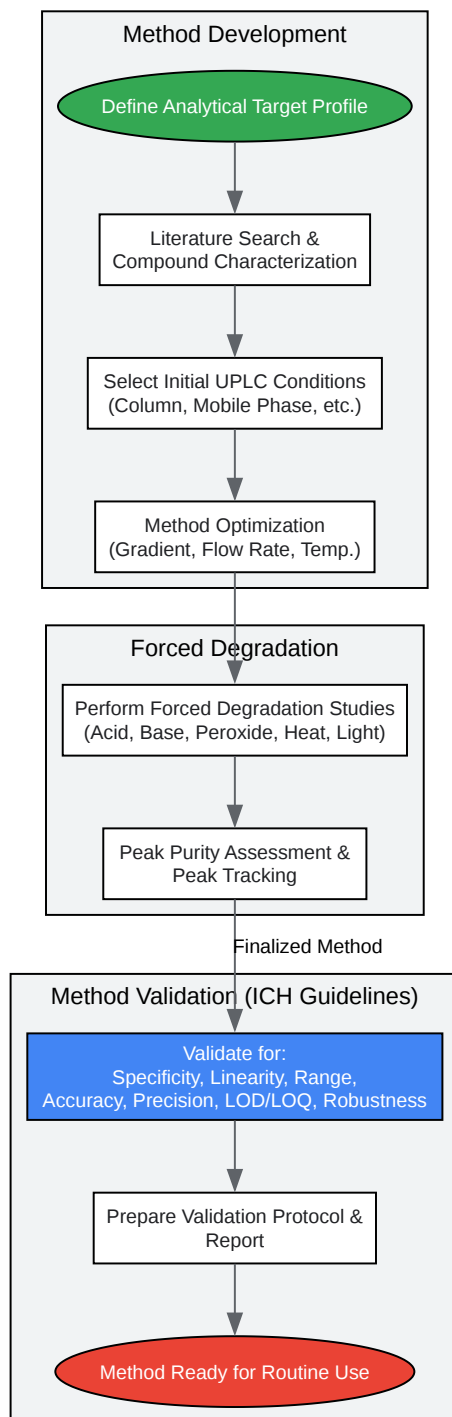 Method Development
Define Analytical Target Profile
Literature Search &
Compound Characterization
Select Initial UPLC Conditions
(Column, Mobile Phase, etc.)
Method Optimization
(Gradient, Flow Rate, Temp.)
Forced Degradation
Perform Forced Degradation Studies
(Acid, Base, Peroxide, Heat, Light)
Peak Purity Assessment &
Peak Tracking
Finalized Method
Method Validation (ICH Guidelines)
Validate for:
Specificity, Linearity, Range,
Accuracy, Precision, LOD/LOQ, Robustness
Prepare Validation Protocol &
Report
Method Ready for Routine Use